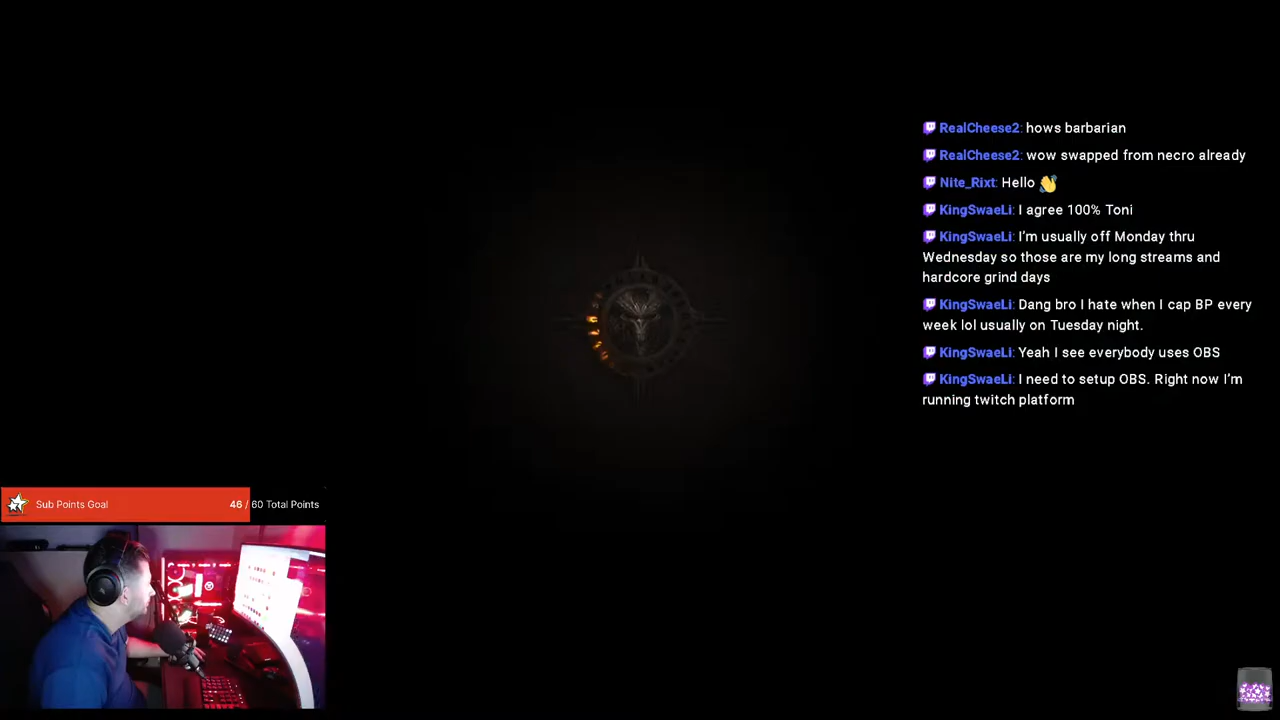 RealCheese2: hows barbarian
RealCheese2: wow swapped from necro already
Nite_Rixt: Hello 👋
KingSwaeLi: I agree 100% Toni
KingSwaeLi: I'm usually off Monday thru
Wednesday so those are my long streams and
hardcore grind days
KingSwaeLi: Dang bro I hate when I cap BP every
week lol usually on Tuesday night.
KingSwaeLi: Yeah I see everybody uses OBS
KingSwaeLi: I need to setup OBS. Right now I'm
running twitch platform
Sub Points Goal 46 / 60 Total Points